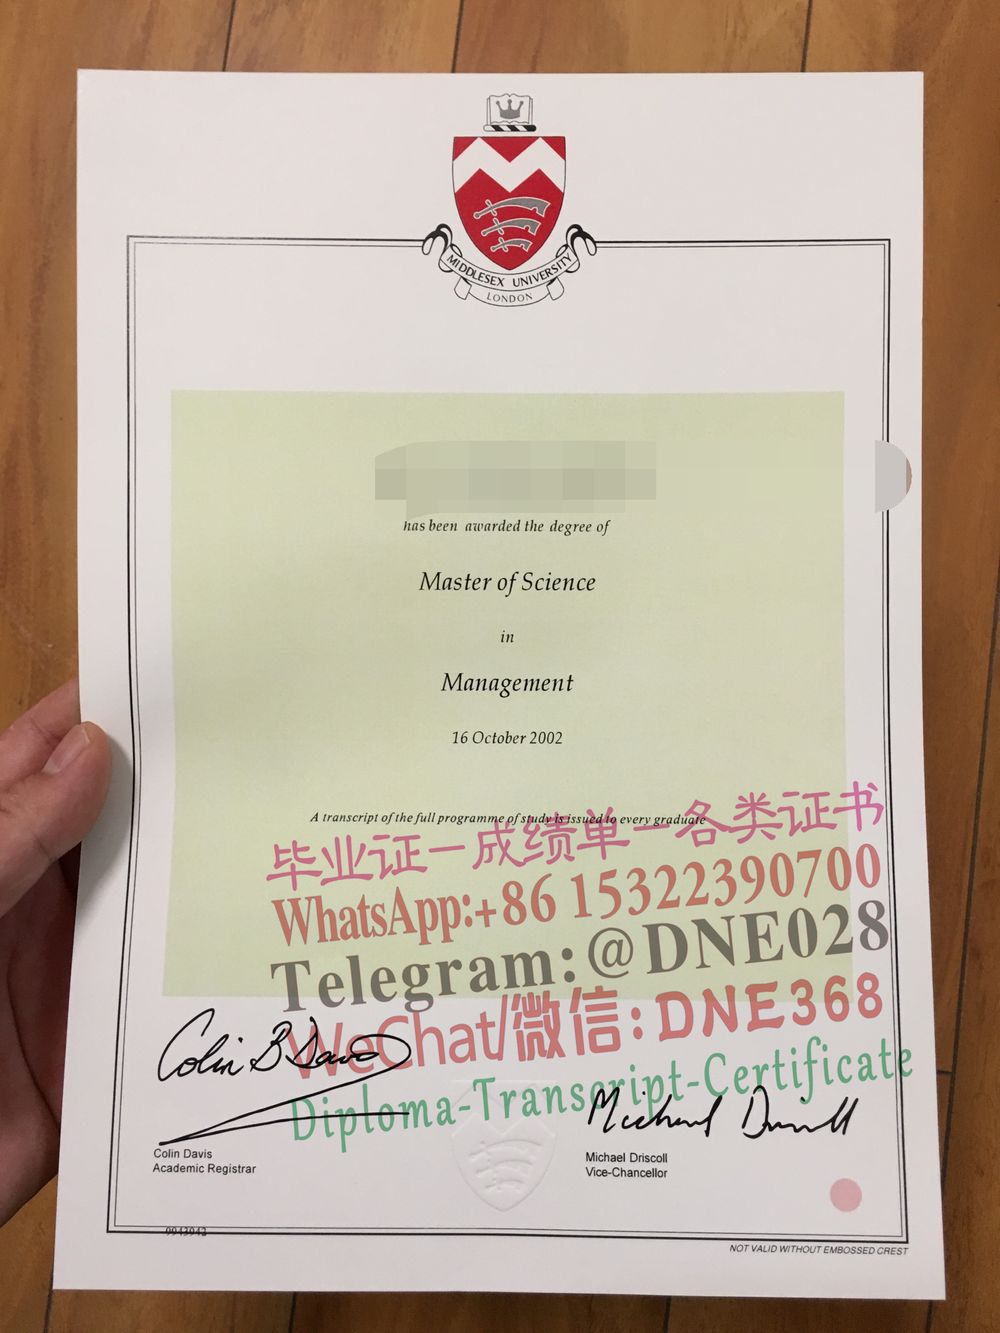 MIDDLESEX UNIVERSITY
LONDON
has been awarded the degree of
Master of Science
in
Management
16 October 2002
A transcript of the full programme of study is issued to every graduate
毕业证一成绩单一各类证书
WhatsApp:+86 15322390700
Telegram:@DNE028
WeChat/微信:DNE368
Diploma-Transcript-Certificate
Colin Davis
Academic Registrar
Michael Driscoll
Vice-Chancellor
NOT VALID WITHOUT EMBOSSED CREST